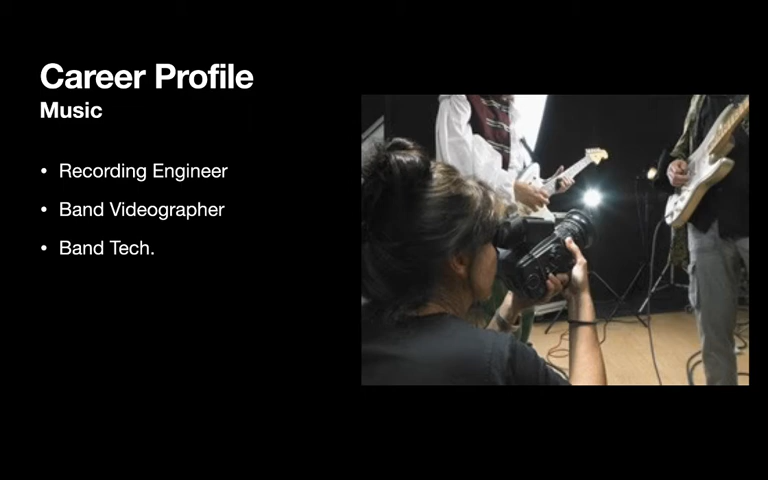 Career Profile
Music
• Recording Engineer
• Band Videographer
• Band Tech.